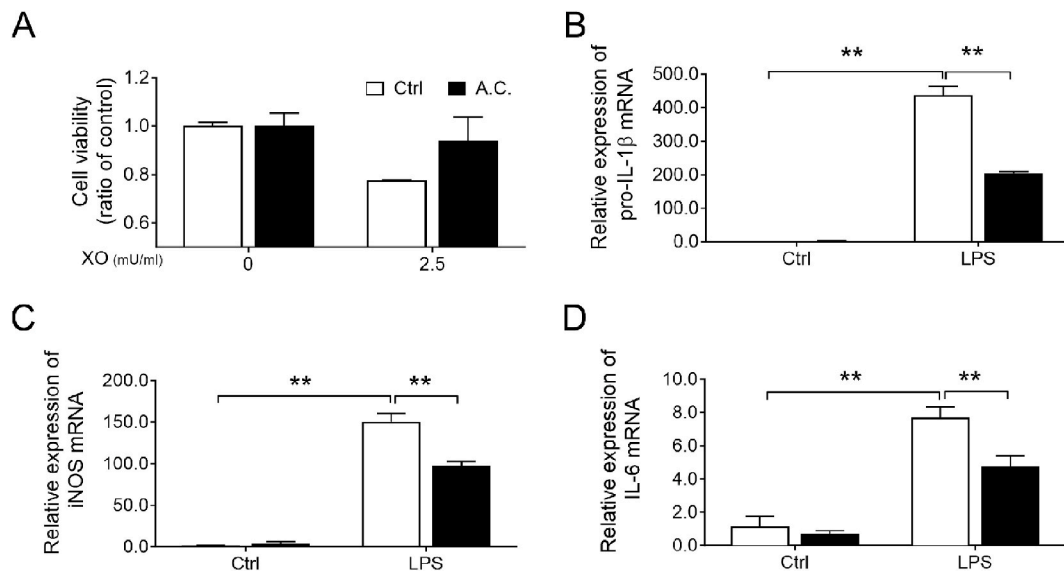 A
Cell viability
(ratio of control)
1.2
1.0
0.8
0.6
Ctrl
A.C.
XO (mU/ml)
0
2.5
B
Relative expression of
pro-IL-1β mRNA
500.0
400.0
300.0
200.0
100.0
0.0
**
**
Ctrl
LPS
C
Relative expression of
iNOS mRNA
200.0
150.0
100.0
50.0
0.0
**
**
Ctrl
LPS
D
Relative expression of
IL-6 mRNA
10.0
8.0
6.0
4.0
2.0
0.0
**
**
Ctrl
LPS